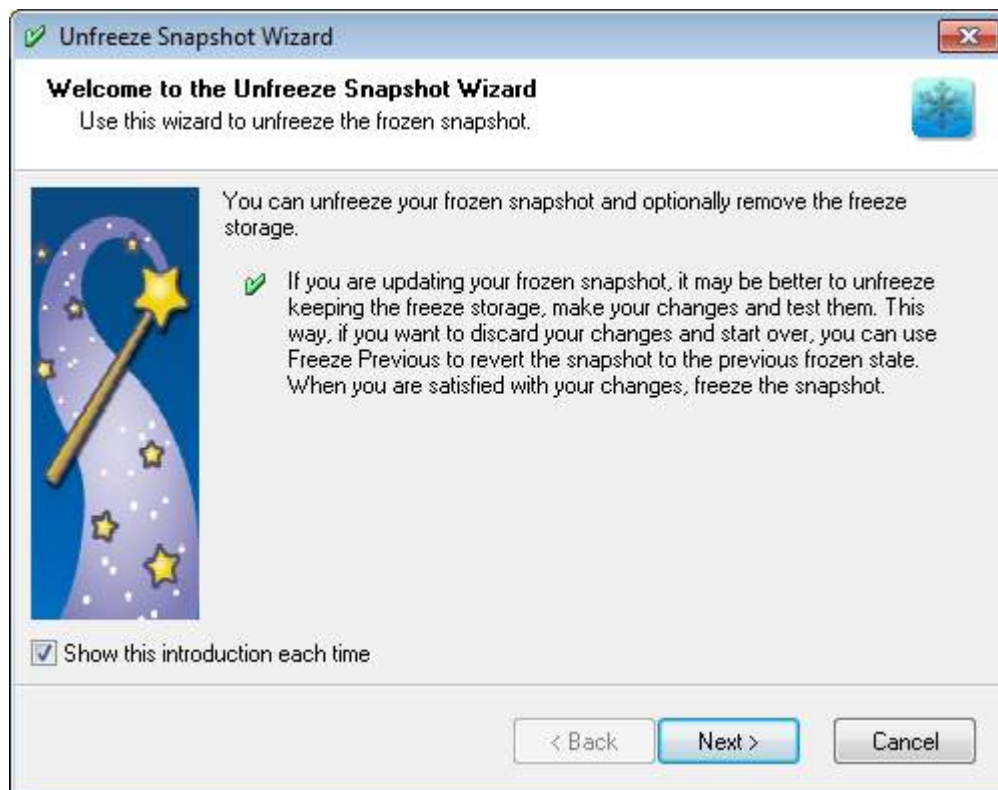 Unfreeze Snapshot Wizard
Welcome to the Unfreeze Snapshot Wizard
Use this wizard to unfreeze the frozen snapshot.
You can unfreeze your frozen snapshot and optionally remove the freeze
storage.
If you are updating your frozen snapshot, it may be better to unfreeze
keeping the freeze storage, make your changes and test them. This
way, if you want to discard your changes and start over, you can use
Freeze Previous to revert the snapshot to the previous frozen state.
When you are satisfied with your changes, freeze the snapshot.
Show this introduction each time
< Back
Next >
Cancel